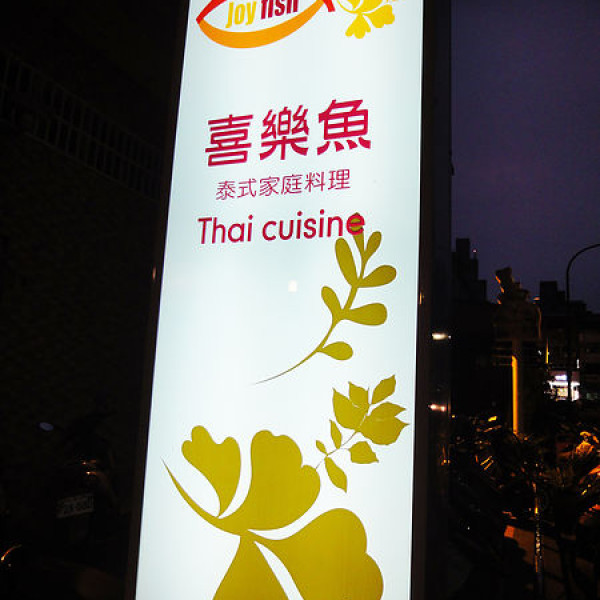 Joy fish
喜樂魚
泰式家庭料理
Thai cuisine